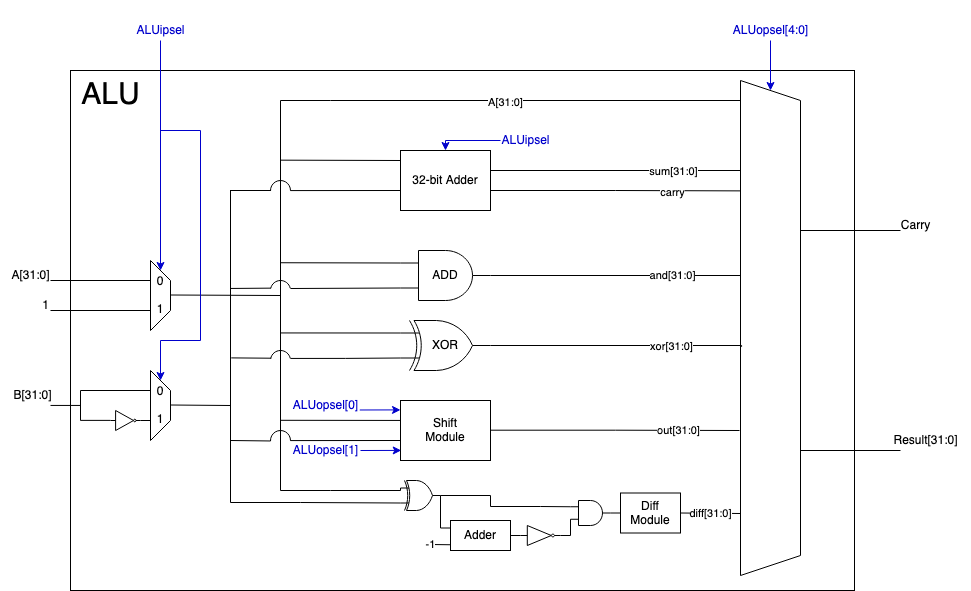 ALUipsel
ALUopsel[4:0]
ALU
A[31:0]
ALUipsel
32-bit Adder
sum[31:0]
carry
Carry
A[31:0]
0
ADD
and[31:0]
1
1
XOR
xor[31:0]
B[31:0]
0
1
ALUopsel[0]
Shift
Module
out[31:0]
Result[31:0]
ALUopsel[1]
Diff
Module
diff[31:0]
Adder
-1